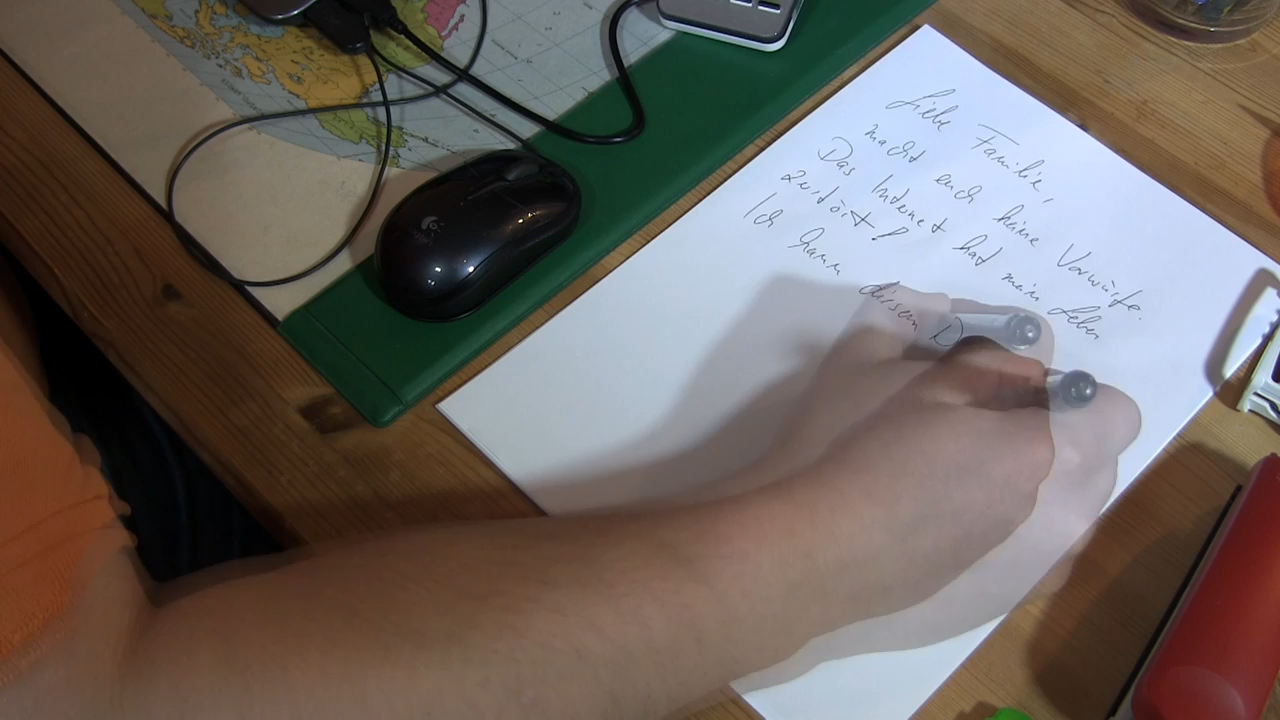 Liebe Familie,
macht euch keine Vorwürfe.
Das Internet hat mein Leben
zerstört!
Ich kann diesen D